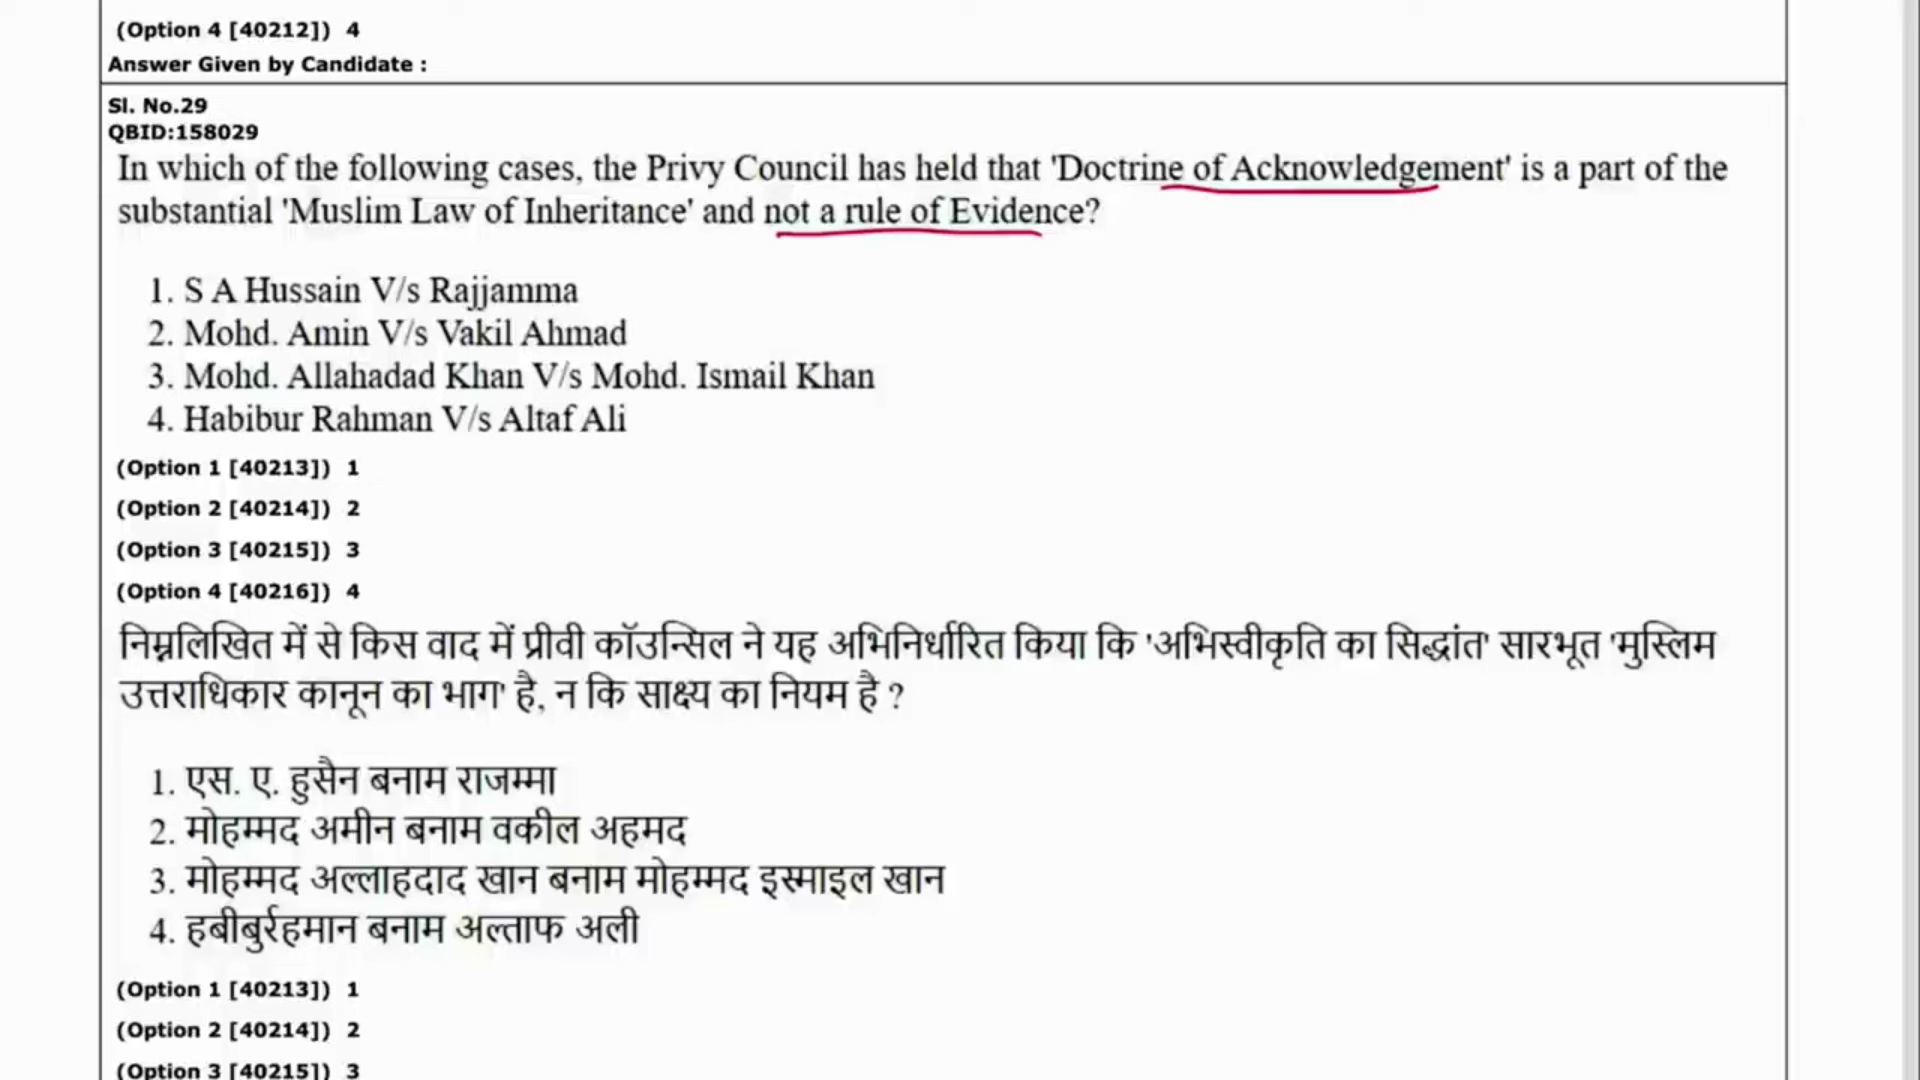 (Option 4 [40212]) 4
Answer Given by Candidate :
Sl. No.29
QBID:158029
In which of the following cases, the Privy Council has held that 'Doctrine of Acknowledgement' is a part of the
substantial 'Muslim Law of Inheritance' and not a rule of Evidence?
1. S A Hussain V/s Rajjamma
2. Mohd. Amin V/s Vakil Ahmad
3. Mohd. Allahadad Khan V/s Mohd. Ismail Khan
4. Habibur Rahman V/s Altaf Ali
(Option 1 [40213]) 1
(Option 2 [40214]) 2
(Option 3 [40215]) 3
(Option 4 [40216]) 4
निम्नलिखित में से किस वाद में प्रीवी कॉउन्सिल ने यह अभिनिर्धारित किया कि 'अभिस्वीकृति का सिद्धांत' सारभूत 'मुस्लिम
उत्तराधिकार कानून का भाग' है, न कि साक्ष्य का नियम है ?
1. एस. ए. हुसैन बनाम राजम्मा
2. मोहम्मद अमीन बनाम वकील अहमद
3. मोहम्मद अल्लाहदाद खान बनाम मोहम्मद इस्माइल खान
4. हबीबुर्रहमान बनाम अल्ताफ अली
(Option 1 [40213]) 1
(Option 2 [40214]) 2
(Option 3 [40215]) 3